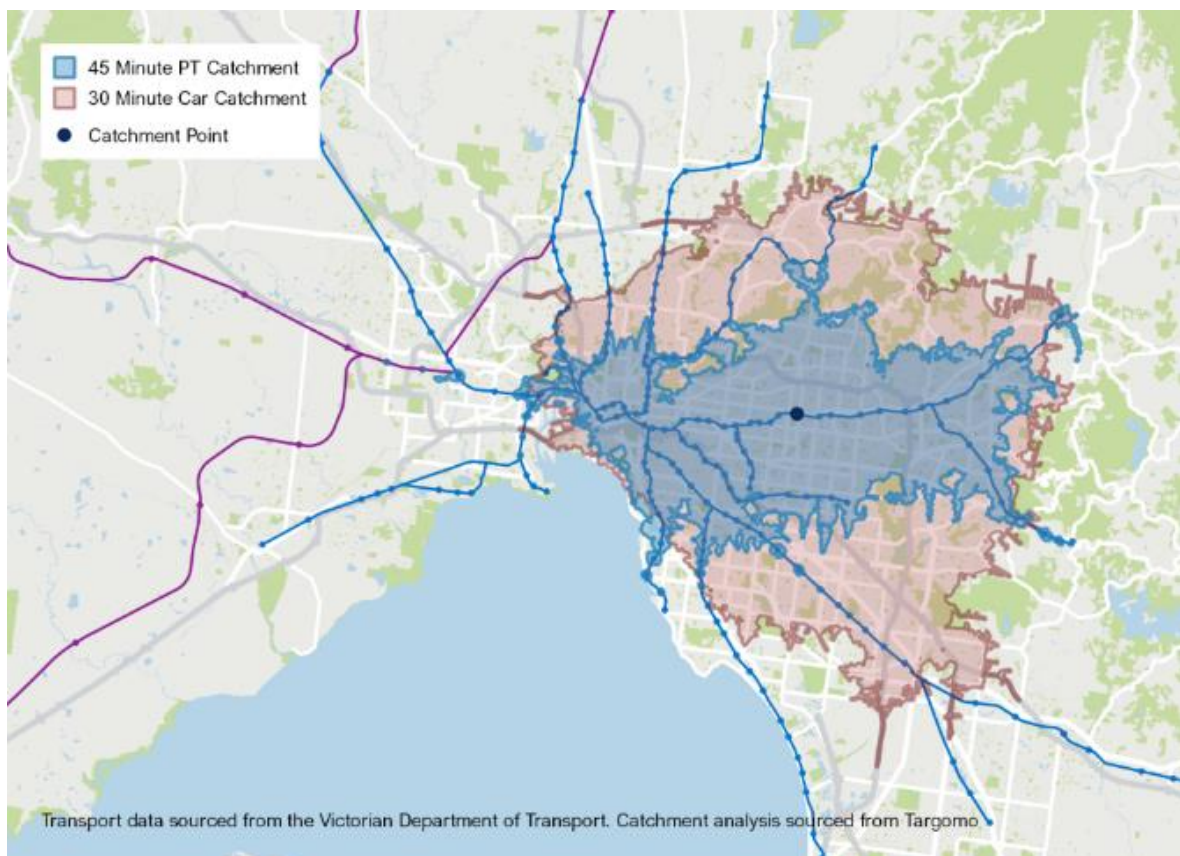 45 Minute PT Catchment
30 Minute Car Catchment
Catchment Point
Transport data sourced from the Victorian Department of Transport. Catchment analysis sourced from Targomo